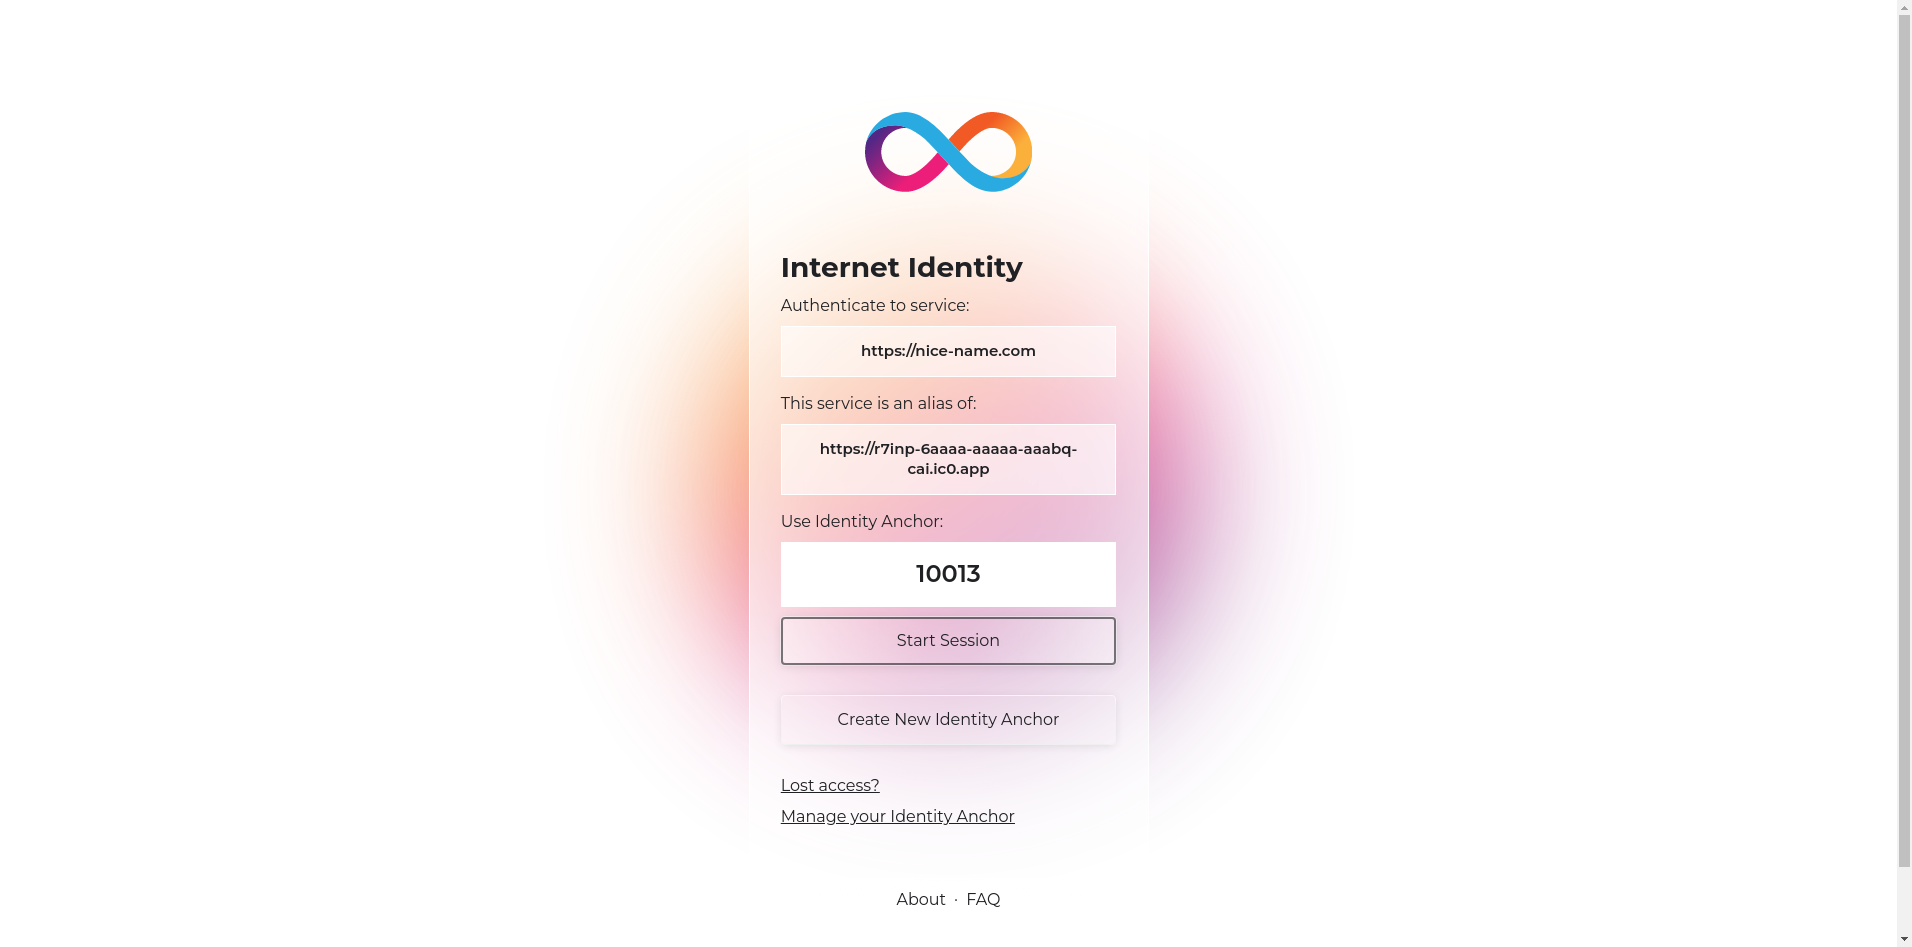 Internet Identity
Authenticate to service:
https://nice-name.com
This service is an alias of:
https://r7inp-6aaaa-aaaaa-aaabq-
cai.ic0.app
Use Identity Anchor:
10013
Start Session
Create New Identity Anchor
Lost access?
Manage your Identity Anchor
About · FAQ